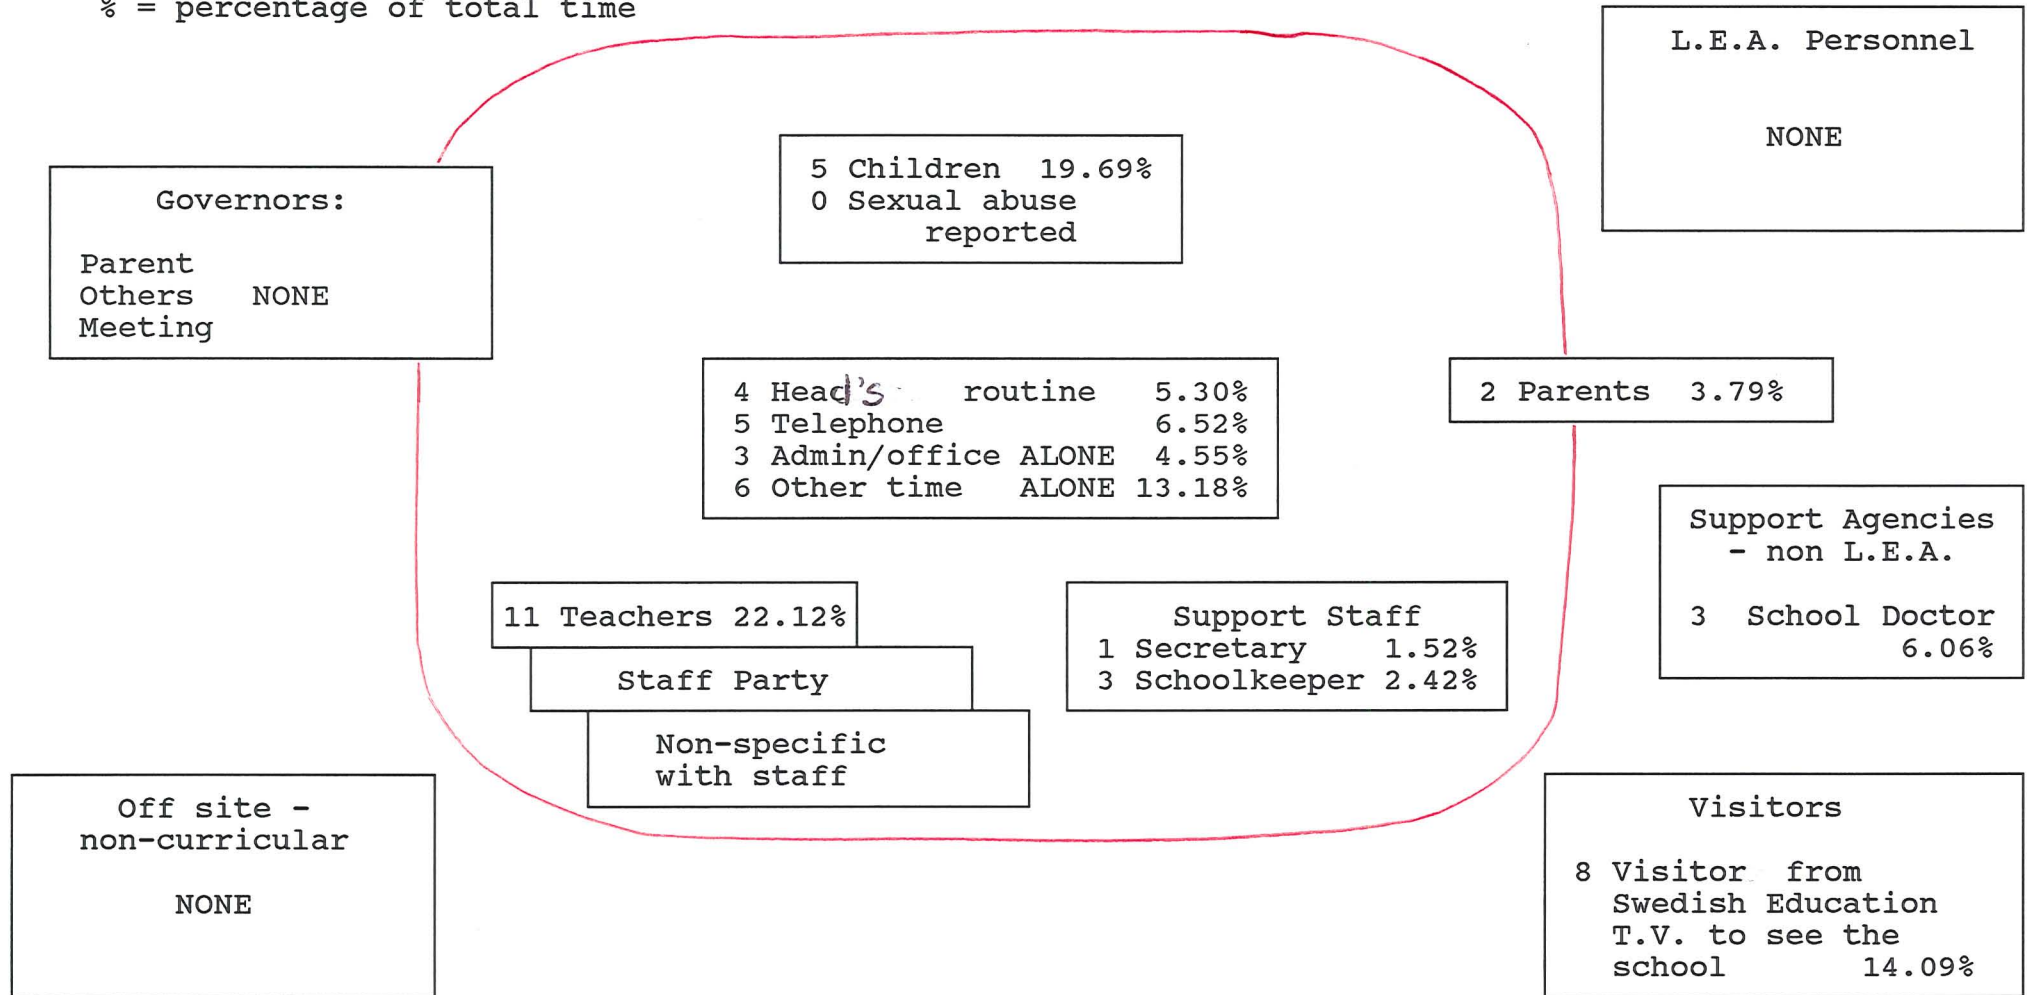 % = percentage of total time
L.E.A. Personnel
NONE
5 Children 19.69%
0 Sexual abuse
reported
Governors:
Parent
Others NONE
Meeting
4 Head's routine 5.30%
5 Telephone 6.52%
3 Admin/office ALONE 4.55%
6 Other time ALONE 13.18%
2 Parents 3.79%
Support Agencies
- non L.E.A.
3 School Doctor
6.06%
11 Teachers 22.12%
Staff Party
Non-specific
with staff
Support Staff
1 Secretary 1.52%
3 Schoolkeeper 2.42%
Off site -
non-curricular
NONE
Visitors
8 Visitor from
Swedish Education
T.V. to see the
school 14.09%